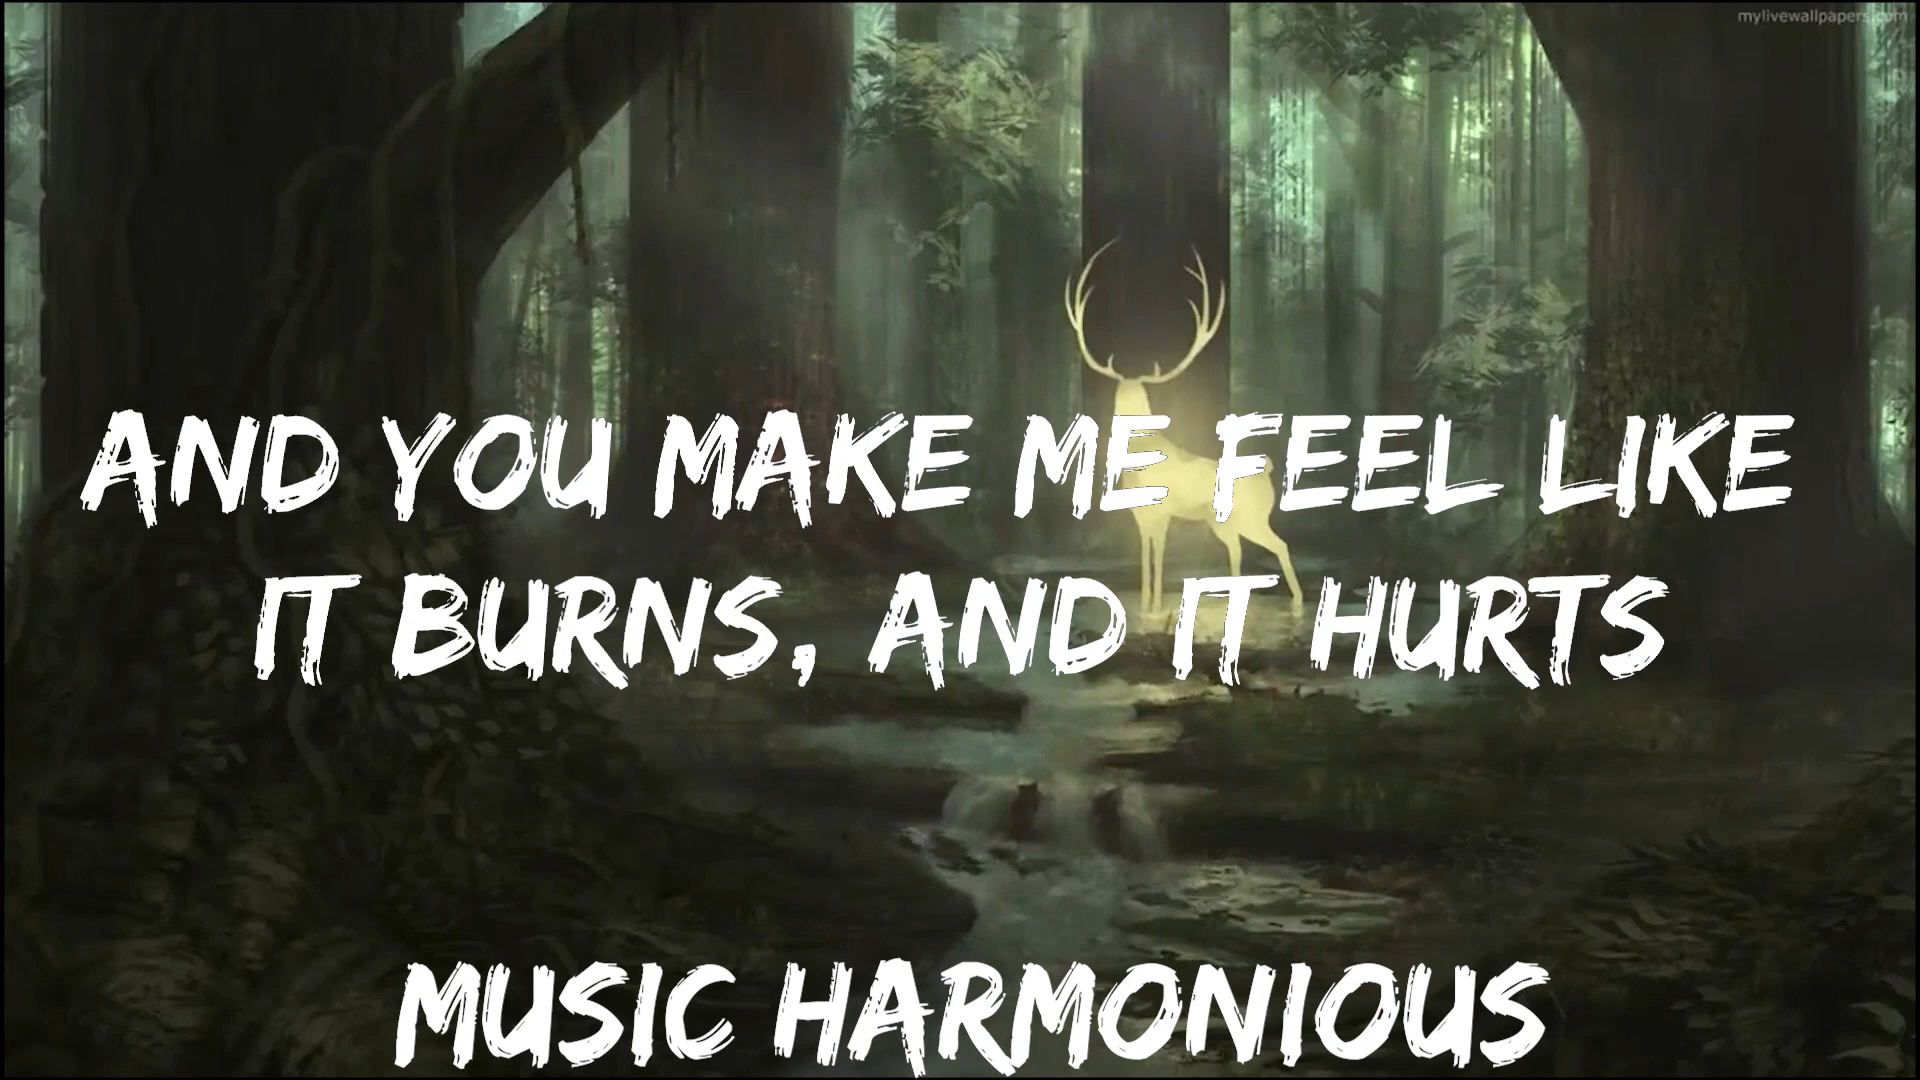 mylivewallpapers.com
AND YOU MAKE ME FEEL LIKE
IT BURNS, AND IT HURTS
MUSIC HARMONIOUS